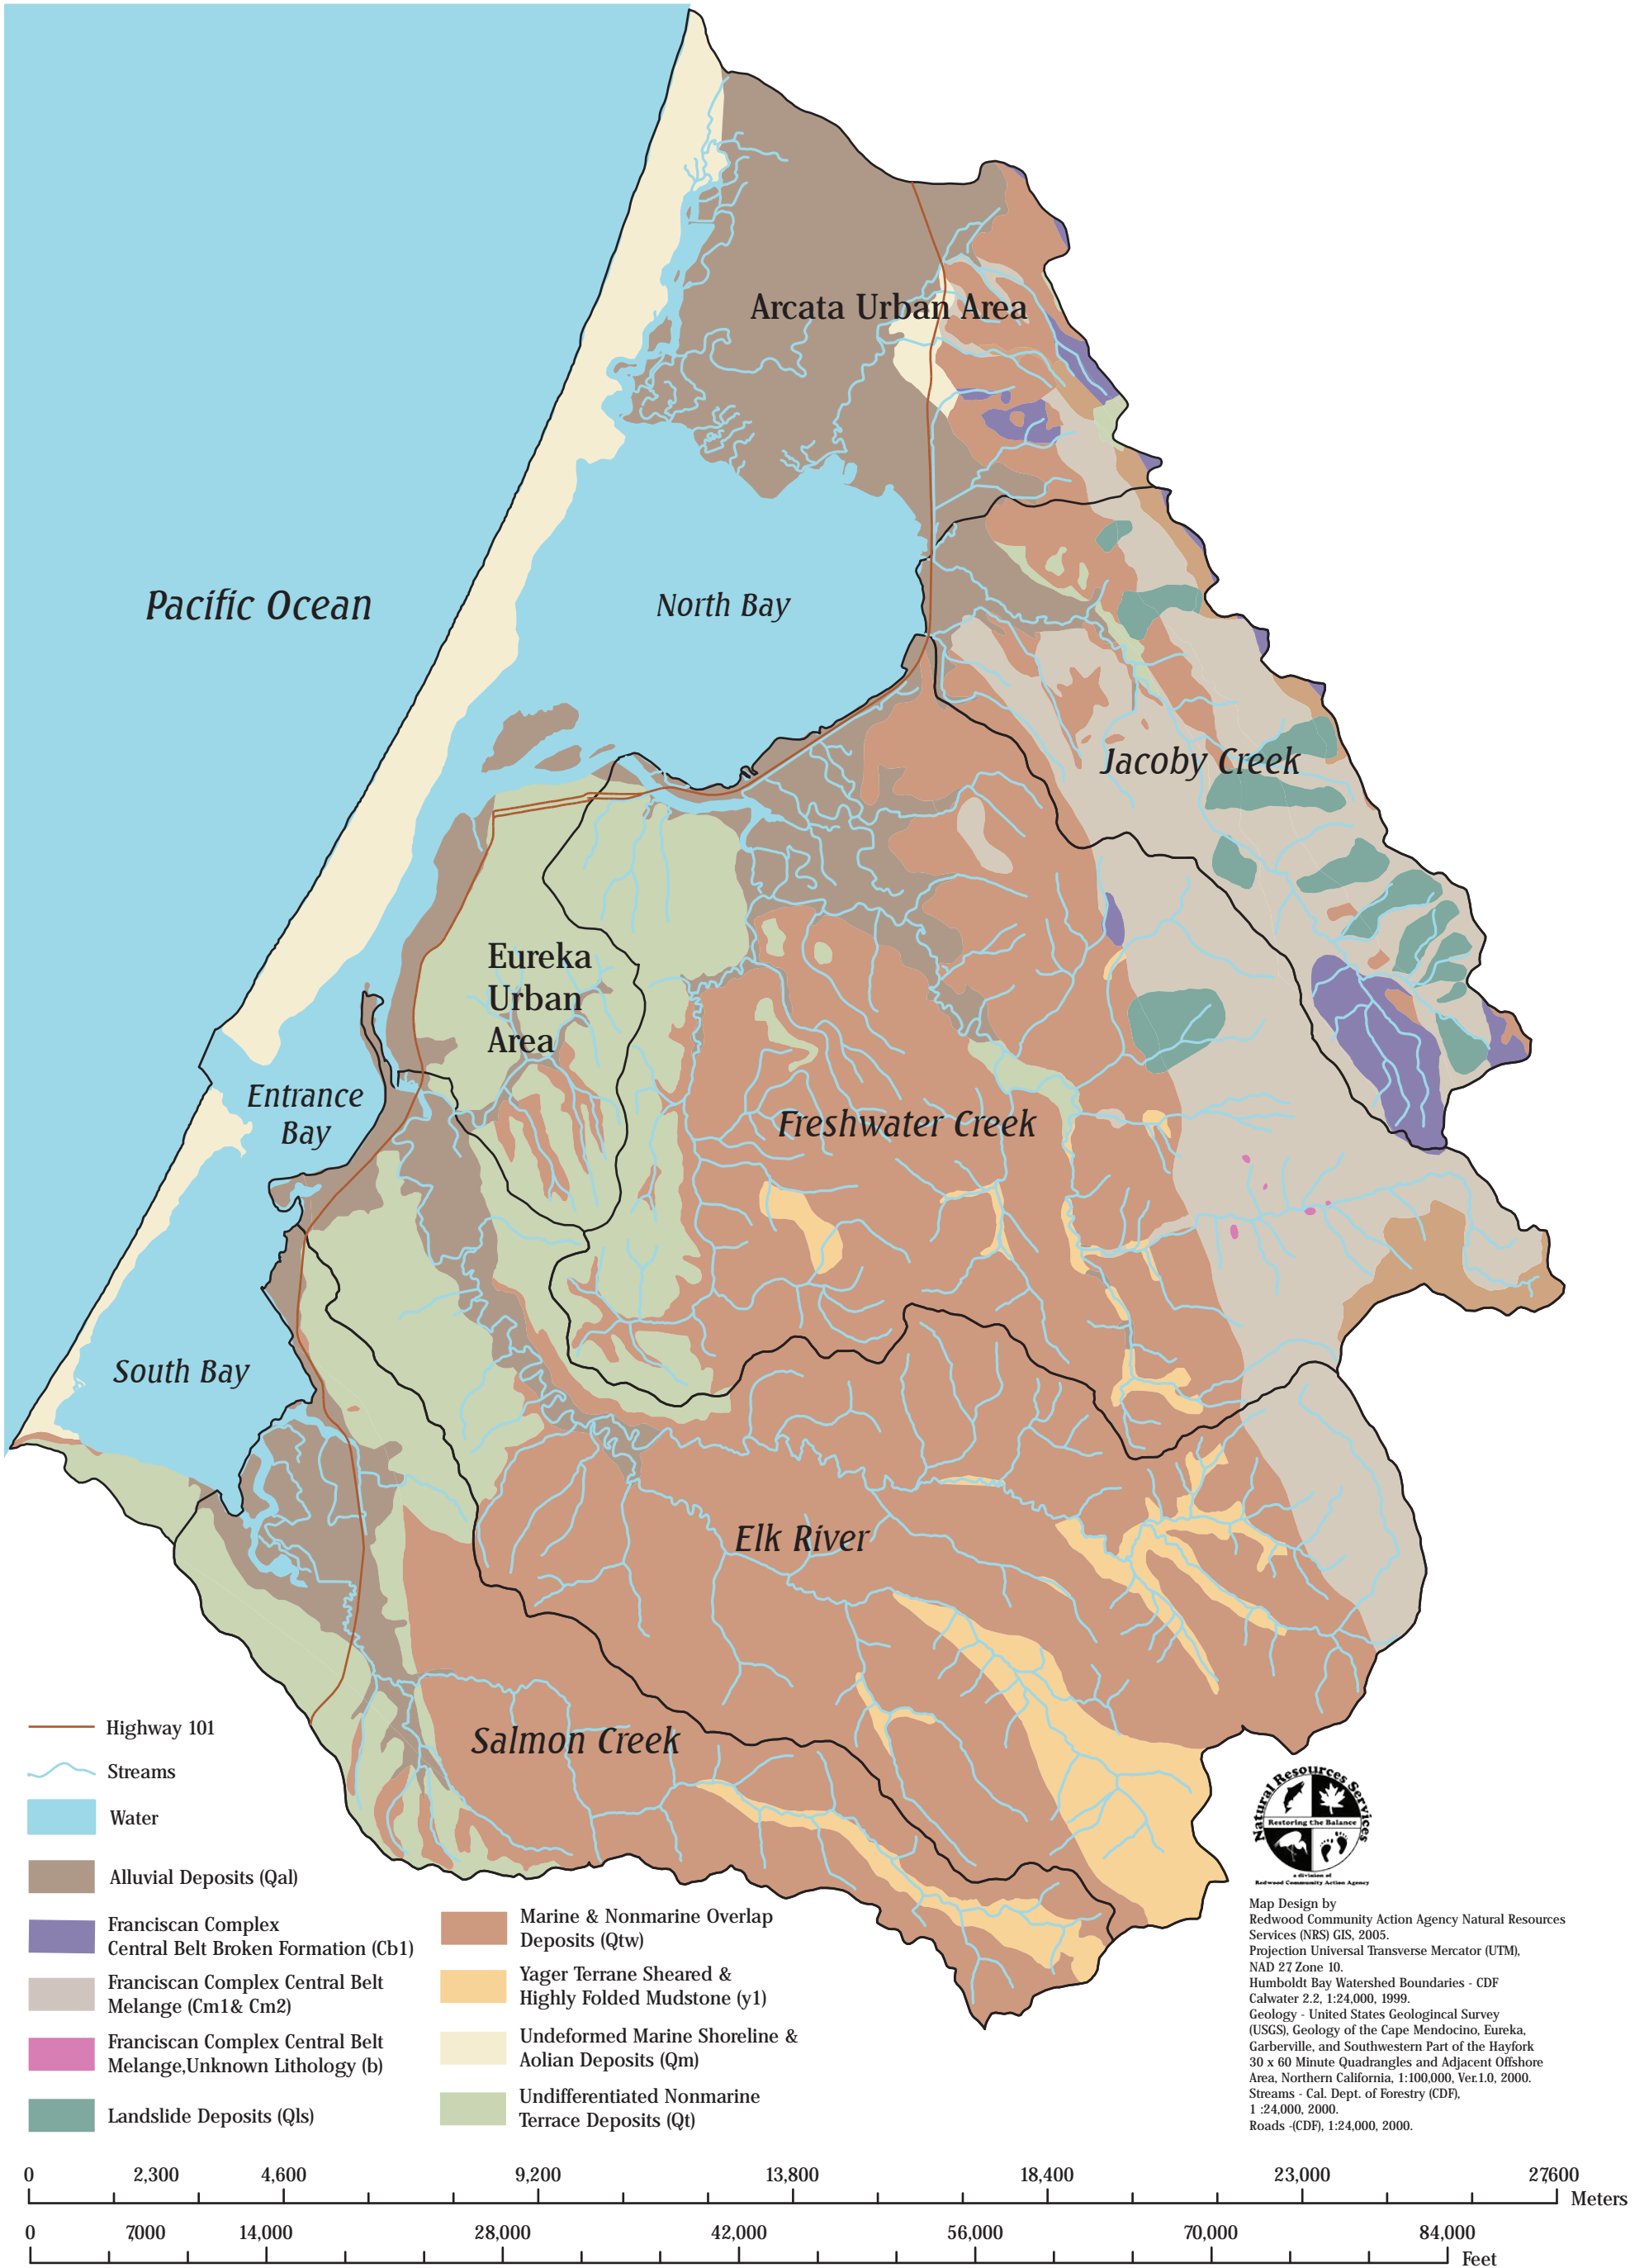 Arcata Urban Area
Pacific Ocean
North Bay
Jacoby Creek
Eureka
Urban
Area
Entrance
Bay
Freshwater Creek
South Bay
Elk River
Salmon Creek
Highway 101
Streams
Water
Alluvial Deposits (Qal)
Franciscan Complex
Central Belt Broken Formation (Cb1)
Franciscan Complex Central Belt
Melange (Cm1& Cm2)
Franciscan Complex Central Belt
Melange,Unknown Lithology (b)
Landslide Deposits (Qls)
Marine & Nonmarine Overlap
Deposits (Qtw)
Yager Terrane Sheared &
Highly Folded Mudstone (y1)
Undeformed Marine Shoreline &
Aolian Deposits (Qm)
Undifferentiated Nonmarine
Terrace Deposits (Qt)
Natural Resources Services
Restoring the Balance
a division of
Redwood Community Action Agency
Map Design by
Redwood Community Action Agency Natural Resources
Services (NRS) GIS, 2005.
Projection Universal Transverse Mercator (UTM),
NAD 27, Zone 10.
Humboldt Bay Watershed Boundaries - CDF
Calwater 2.2, 1:24,000, 1999.
Geology - United States Geologincal Survey
(USGS), Geology of the Cape Mendocino, Eureka,
Garberville, and Southwestern Part of the Hayfork
30 x 60 Minute Quadrangles and Adjacent Offshore
Area, Northern California, 1:100,000, Ver.1.0, 2000.
Streams - Cal. Dept. of Forestry (CDF),
1 :24,000, 2000.
Roads -(CDF), 1:24,000, 2000.
0 2,300 4,600 9,200 13,800 18,400 23,000 27,600
Meters
0 7,000 14,000 28,000 42,000 56,000 70,000 84,000
Feet